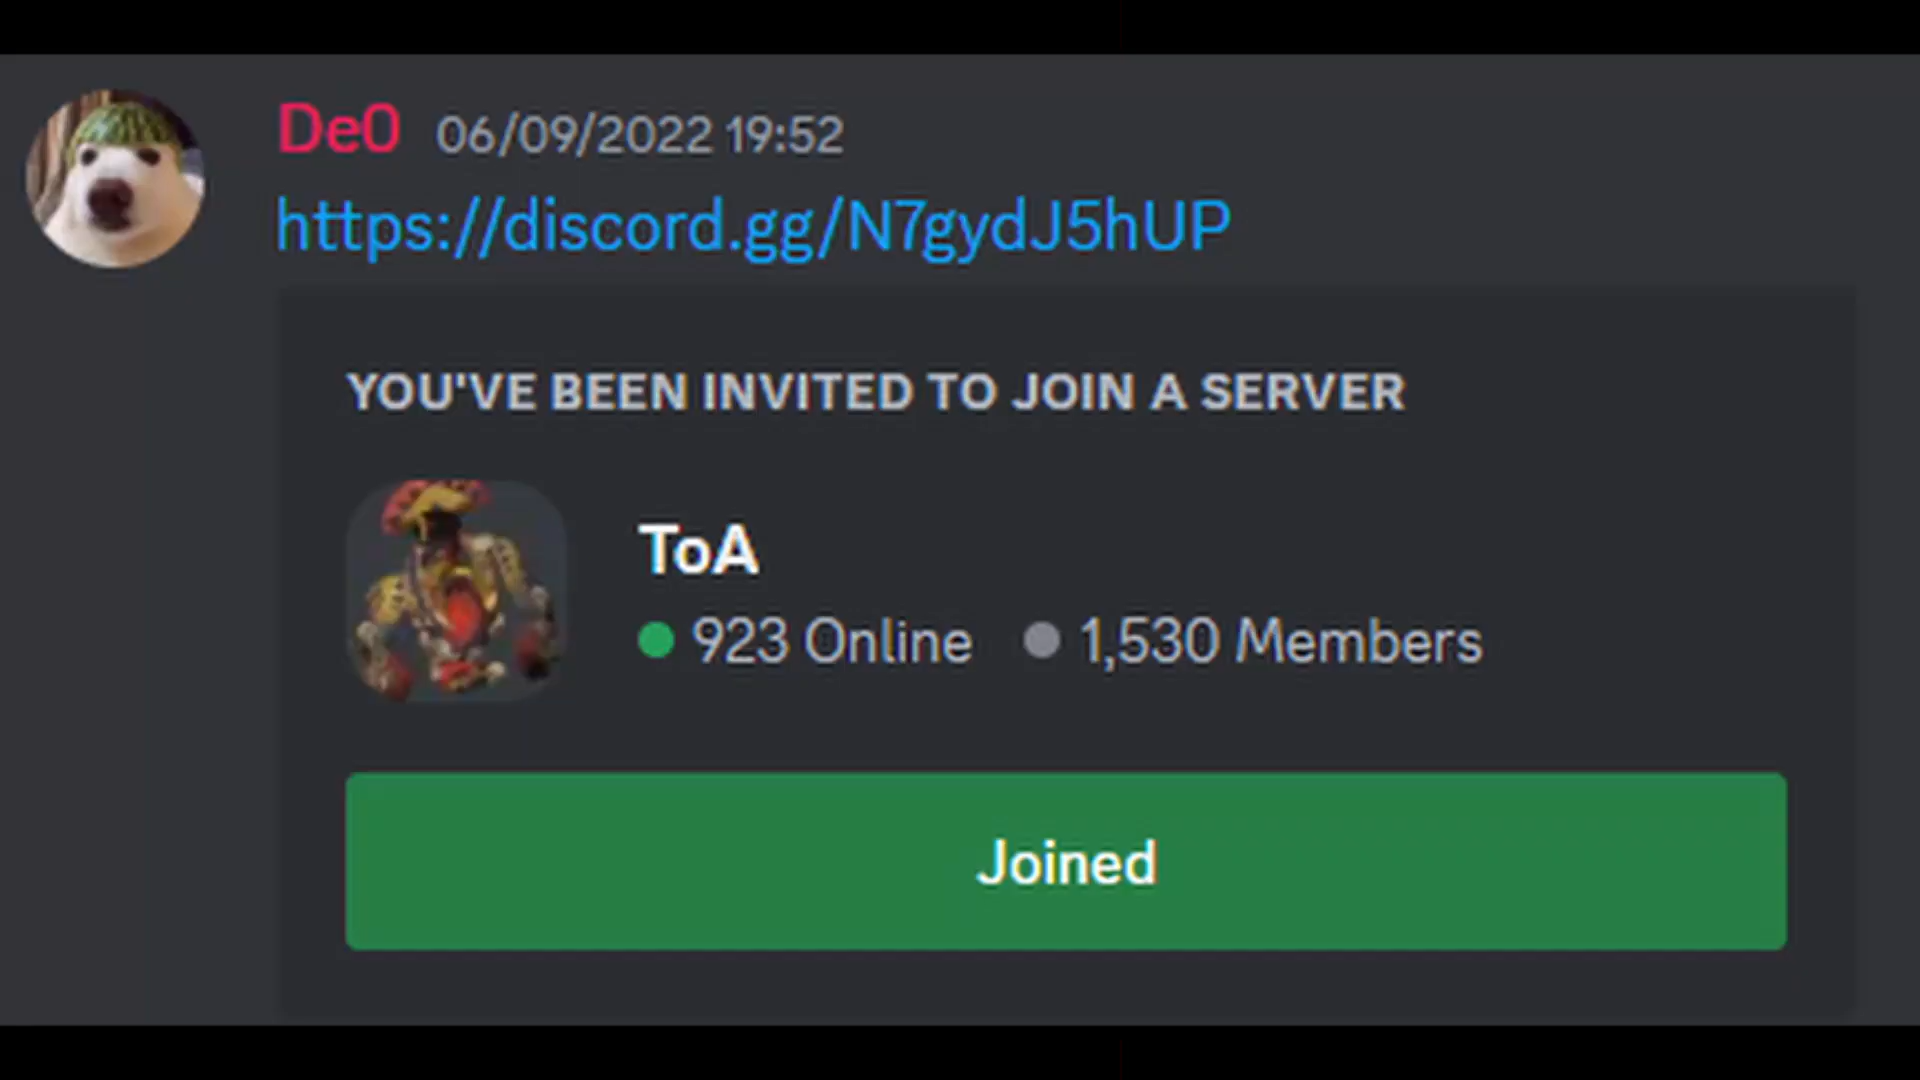 De0 06/09/2022 19:52
https://discord.gg/N7gydJ5hUP
YOU'VE BEEN INVITED TO JOIN A SERVER
ToA
923 Online 1,530 Members
Joined